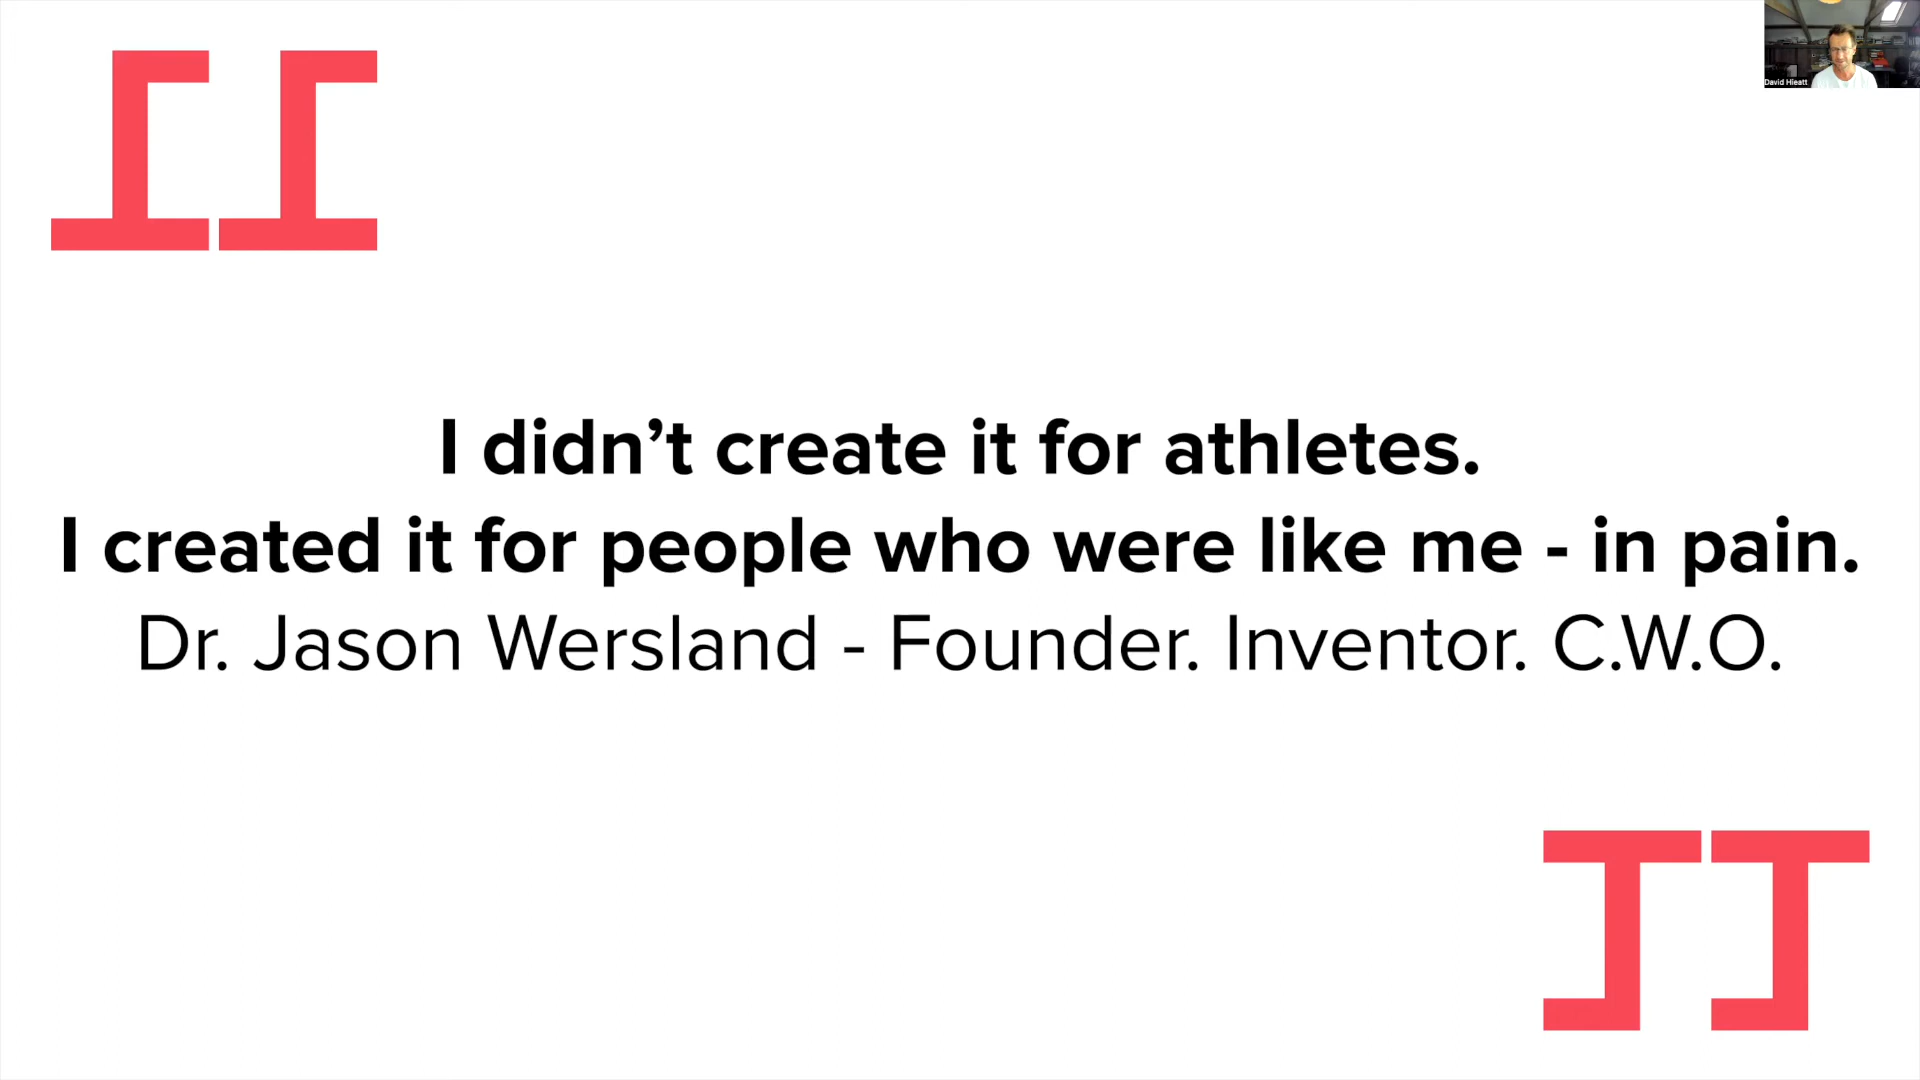 David Hieatt
I didn’t create it for athletes.
I created it for people who were like me - in pain.
Dr. Jason Wersland - Founder. Inventor. C.W.O.